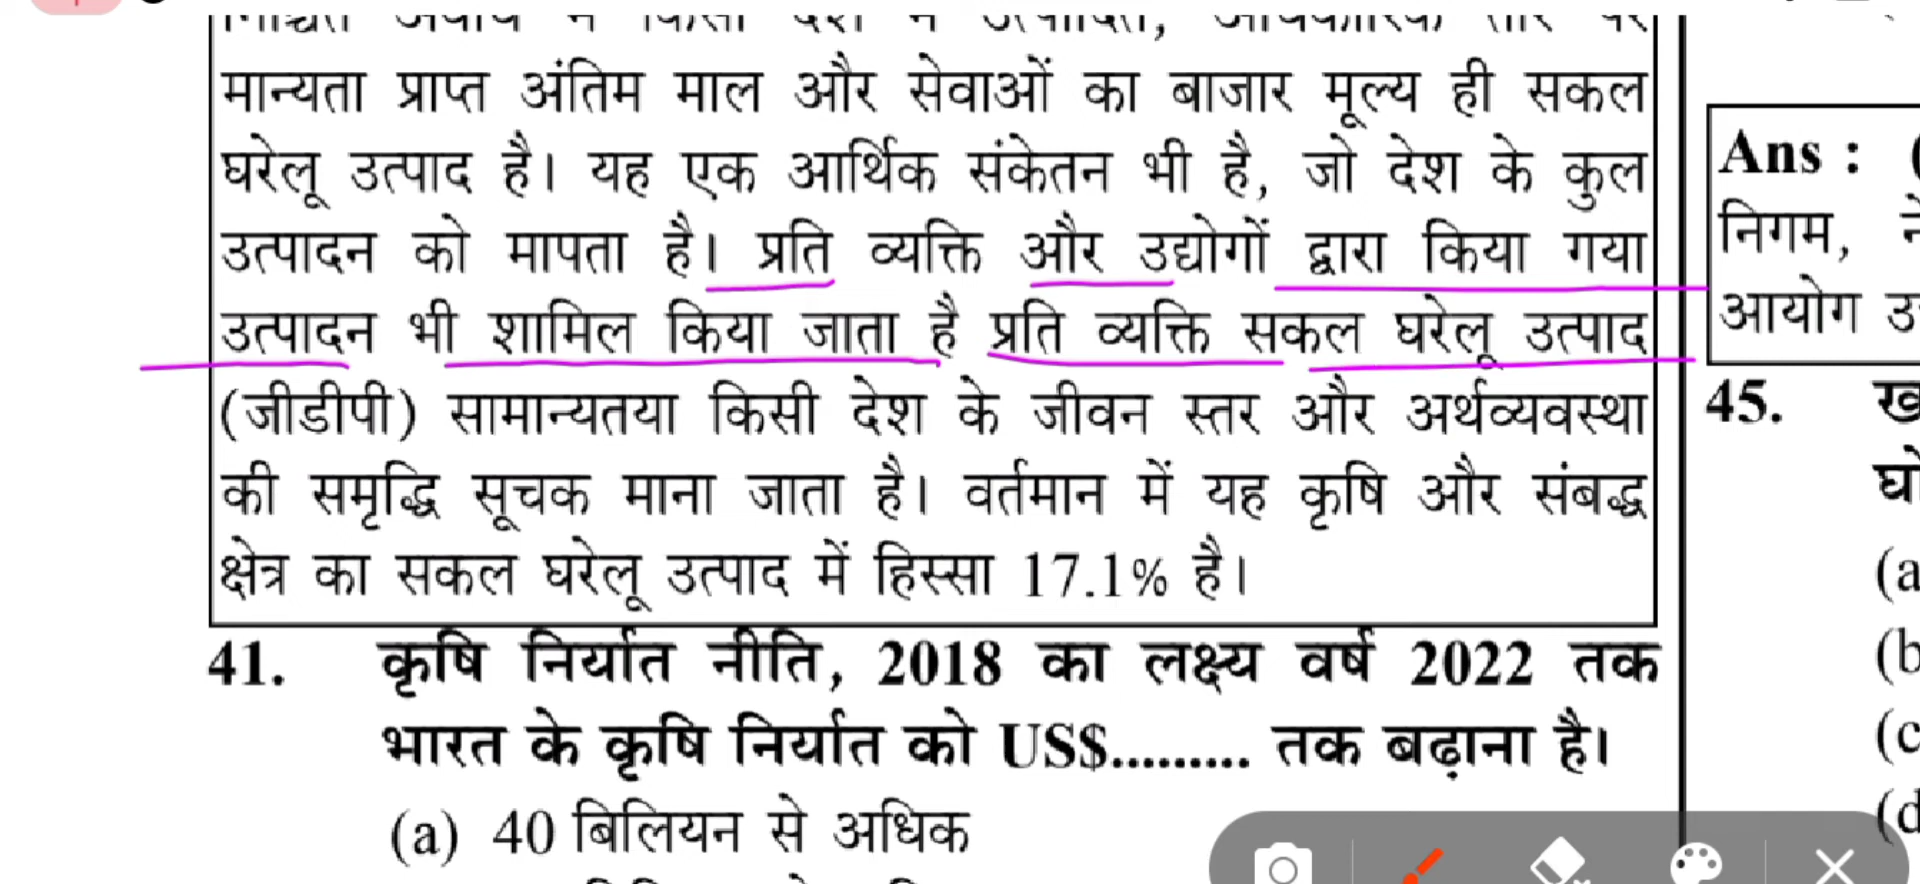 मान्यता प्राप्त अंतिम माल और सेवाओं का बाजार मूल्य ही सकल
घरेलू उत्पाद है। यह एक आर्थिक संकेतन भी है, जो देश के कुल
उत्पादन को मापता है। प्रति व्यक्ति और उद्योगों द्वारा किया गया
उत्पादन भी शामिल किया जाता है प्रति व्यक्ति सकल घरेलू उत्पाद
(जीडीपी) सामान्यतया किसी देश के जीवन स्तर और अर्थव्यवस्था
की समृद्धि सूचक माना जाता है। वर्तमान में यह कृषि और संबद्ध
क्षेत्र का सकल घरेलू उत्पाद में हिस्सा 17.1% है।
41. कृषि निर्यात नीति, 2018 का लक्ष्य वर्ष 2022 तक
भारत के कृषि निर्यात को US$......... तक बढ़ाना है।
(a) 40 बिलियन से अधिक
Ans : (
निगम,
आयोग
45.
(a
(b
(c
(d